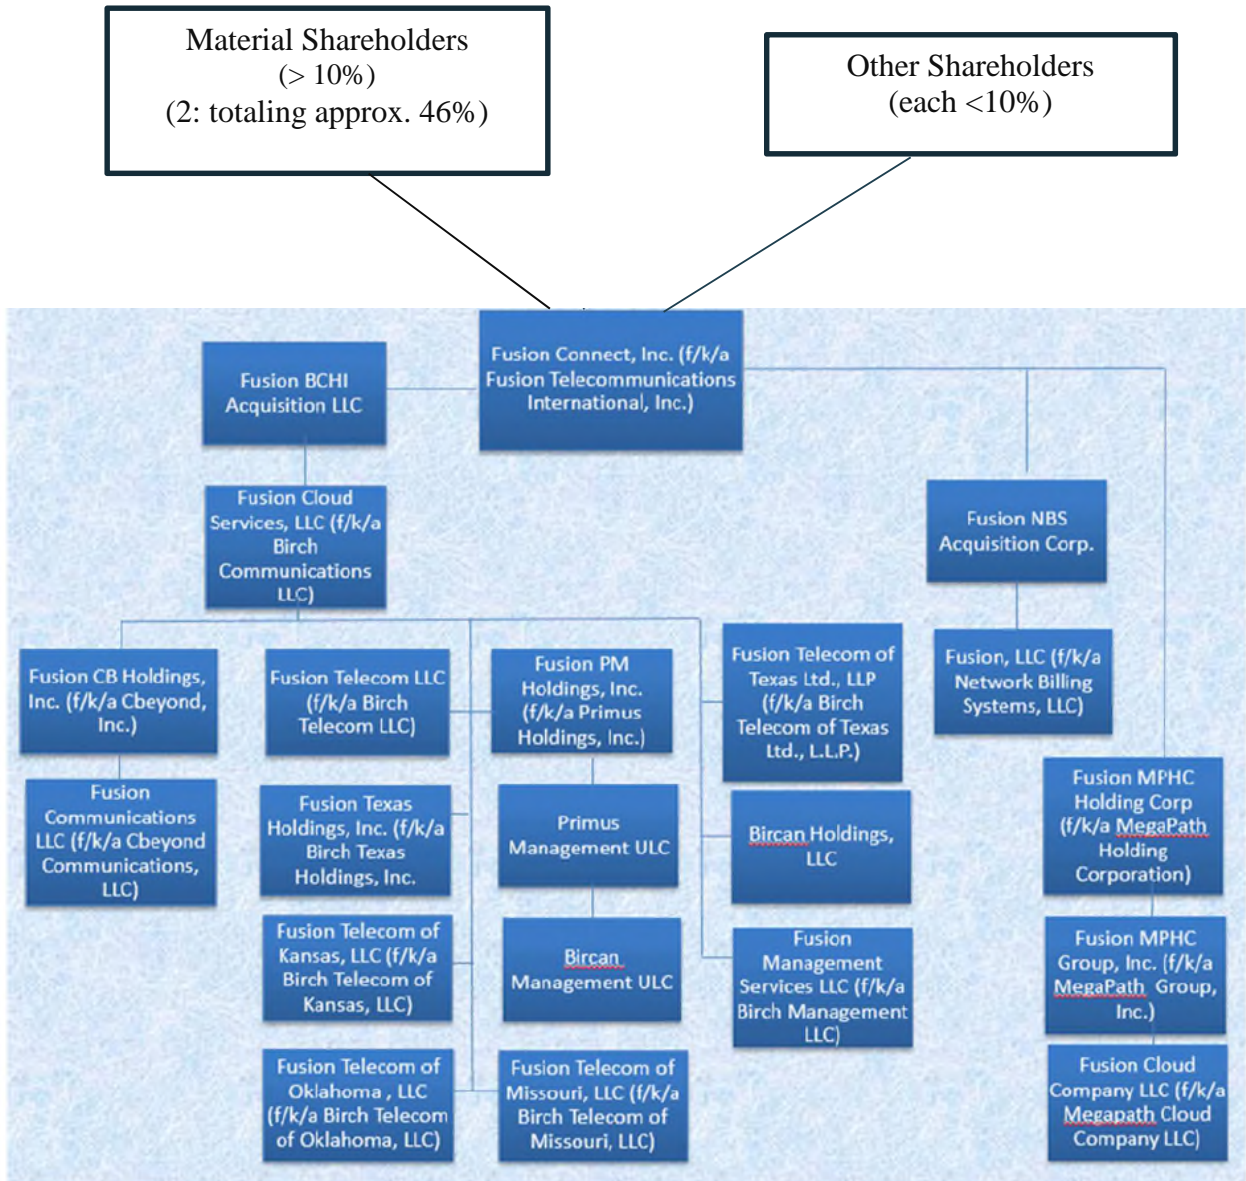 Material Shareholders
(> 10%)
(2: totaling approx. 46%)
Other Shareholders
(each <10%)
Fusion Connect, Inc. (f/k/a
Fusion Telecommunications
International, Inc.)
Fusion BCHI
Acquisition LLC
Fusion Cloud
Services, LLC (f/k/a
Birch
Communications
LLC)
Fusion NBS
Acquisition Corp.
Fusion CB Holdings,
Inc. (f/k/a Cbeyond,
Inc.)
Fusion Telecom LLC
(f/k/a Birch
Telecom LLC)
Fusion PM
Holdings, Inc.
(f/k/a Primus
Holdings, Inc.)
Fusion Telecom of
Texas Ltd., LLP
(f/k/a Birch
Telecom of Texas
Ltd., L.L.P.)
Fusion, LLC (f/k/a
Network Billing
Systems, LLC)
Fusion
Communications
LLC (f/k/a Cbeyond
Communications,
LLC)
Fusion Texas
Holdings, Inc. (f/k/a
Birch Texas
Holdings, Inc.
Primus
Management ULC
Bircan Holdings,
LLC
Fusion MPHC
Holding Corp
(f/k/a MegaPath
Holding
Corporation)
Fusion Telecom of
Kansas, LLC (f/k/a
Birch Telecom of
Kansas, LLC)
Bircan
Management ULC
Fusion
Management
Services LLC (f/k/a
Birch Management
LLC)
Fusion MPHC
Group, Inc. (f/k/a
MegaPath Group,
Inc.)
Fusion Telecom of
Oklahoma , LLC
(f/k/a Birch Telecom
of Oklahoma, LLC)
Fusion Telecom of
Missouri, LLC (f/k/a
Birch Telecom of
Missouri, LLC)
Fusion Cloud
Company LLC (f/k/a
Megapath Cloud
Company LLC)